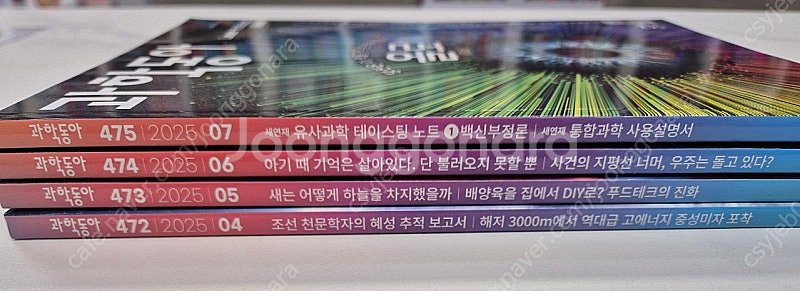 과학동아
양자
과학동아 475 2025 07 새연재 유사과학 테이스팅 노트 1 백신부정론 | 새연재 통합과학 사용설명서
과학동아 474 2025 06 아기 때 기억은 살아있다, 단 불러오지 못할 뿐 | 사건의 지평선 너머, 우주는 돌고 있다?
과학동아 473 2025 05 새는 어떻게 하늘을 차지했을까 | 배양육을 집에서 DIY로? 푸드테크의 진화
과학동아 472 2025 04 조선 천문학자의 혜성 추적 보고서 | 해저 3000m에서 역대급 고에너지 중성미자 포착
Joonggonara